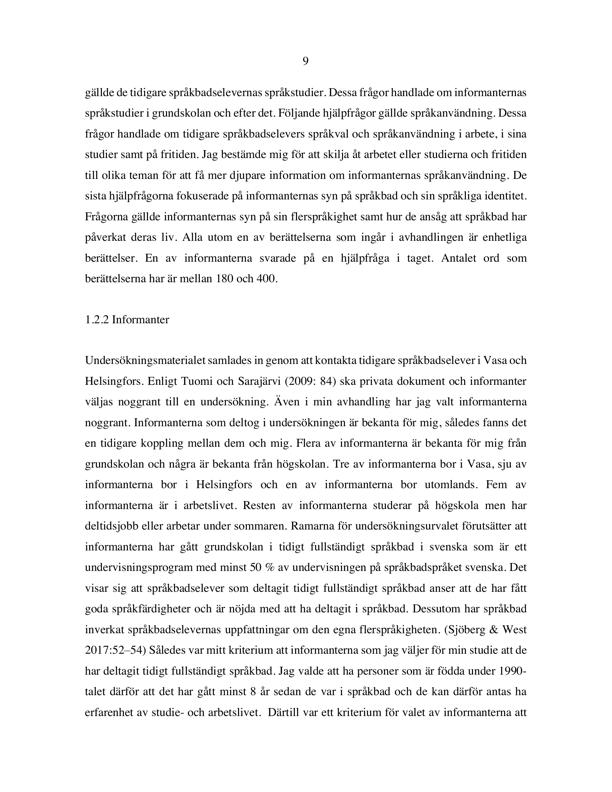 9
gällde de tidigare språkbadselevernas språkstudier. Dessa frågor handlade om informanternas
språkstudier i grundskolan och efter det. Följande hjälpfrågor gällde språkanvändning. Dessa
frågor handlade om tidigare språkbadselevers språkval och språkanvändning i arbete, i sina
studier samt på fritiden. Jag bestämde mig för att skilja åt arbetet eller studierna och fritiden
till olika teman för att få mer djupare information om informanternas språkanvändning. De
sista hjälpfrågorna fokuserade på informanternas syn på språkbad och sin språkliga identitet.
Frågorna gällde informanternas syn på sin flerspråkighet samt hur de ansåg att språkbad har
påverkat deras liv. Alla utom en av berättelserna som ingår i avhandlingen är enhetliga
berättelser. En av informanterna svarade på en hjälpfråga i taget. Antalet ord som
berättelserna har är mellan 180 och 400.
1.2.2 Informanter
Undersökningsmaterialet samlades in genom att kontakta tidigare språkbadselever i Vasa och
Helsingfors. Enligt Tuomi och Sarajärvi (2009: 84) ska privata dokument och informanter
väljas noggrant till en undersökning. Även i min avhandling har jag valt informanterna
noggrant. Informanterna som deltog i undersökningen är bekanta för mig, således fanns det
en tidigare koppling mellan dem och mig. Flera av informanterna är bekanta för mig från
grundskolan och några är bekanta från högskolan. Tre av informanterna bor i Vasa, sju av
informanterna bor i Helsingfors och en av informanterna bor utomlands. Fem av
informanterna är i arbetslivet. Resten av informanterna studerar på högskola men har
deltidsjobb eller arbetar under sommaren. Ramarna för undersökningsurvalet förutsätter att
informanterna har gått grundskolan i tidigt fullständigt språkbad i svenska som är ett
undervisningsprogram med minst 50 % av undervisningen på språkbadspråket svenska. Det
visar sig att språkbadselever som deltagit tidigt fullständigt språkbad anser att de har fått
goda språkfärdigheter och är nöjda med att ha deltagit i språkbad. Dessutom har språkbad
inverkat språkbadselevernas uppfattningar om den egna flerspråkigheten. (Sjöberg & West
2017:52–54) Således var mitt kriterium att informanterna som jag väljer för min studie att de
har deltagit tidigt fullständigt språkbad. Jag valde att ha personer som är födda under 1990-
talet därför att det har gått minst 8 år sedan de var i språkbad och de kan därför antas ha
erfarenhet av studie- och arbetslivet.  Därtill var ett kriterium för valet av informanterna att